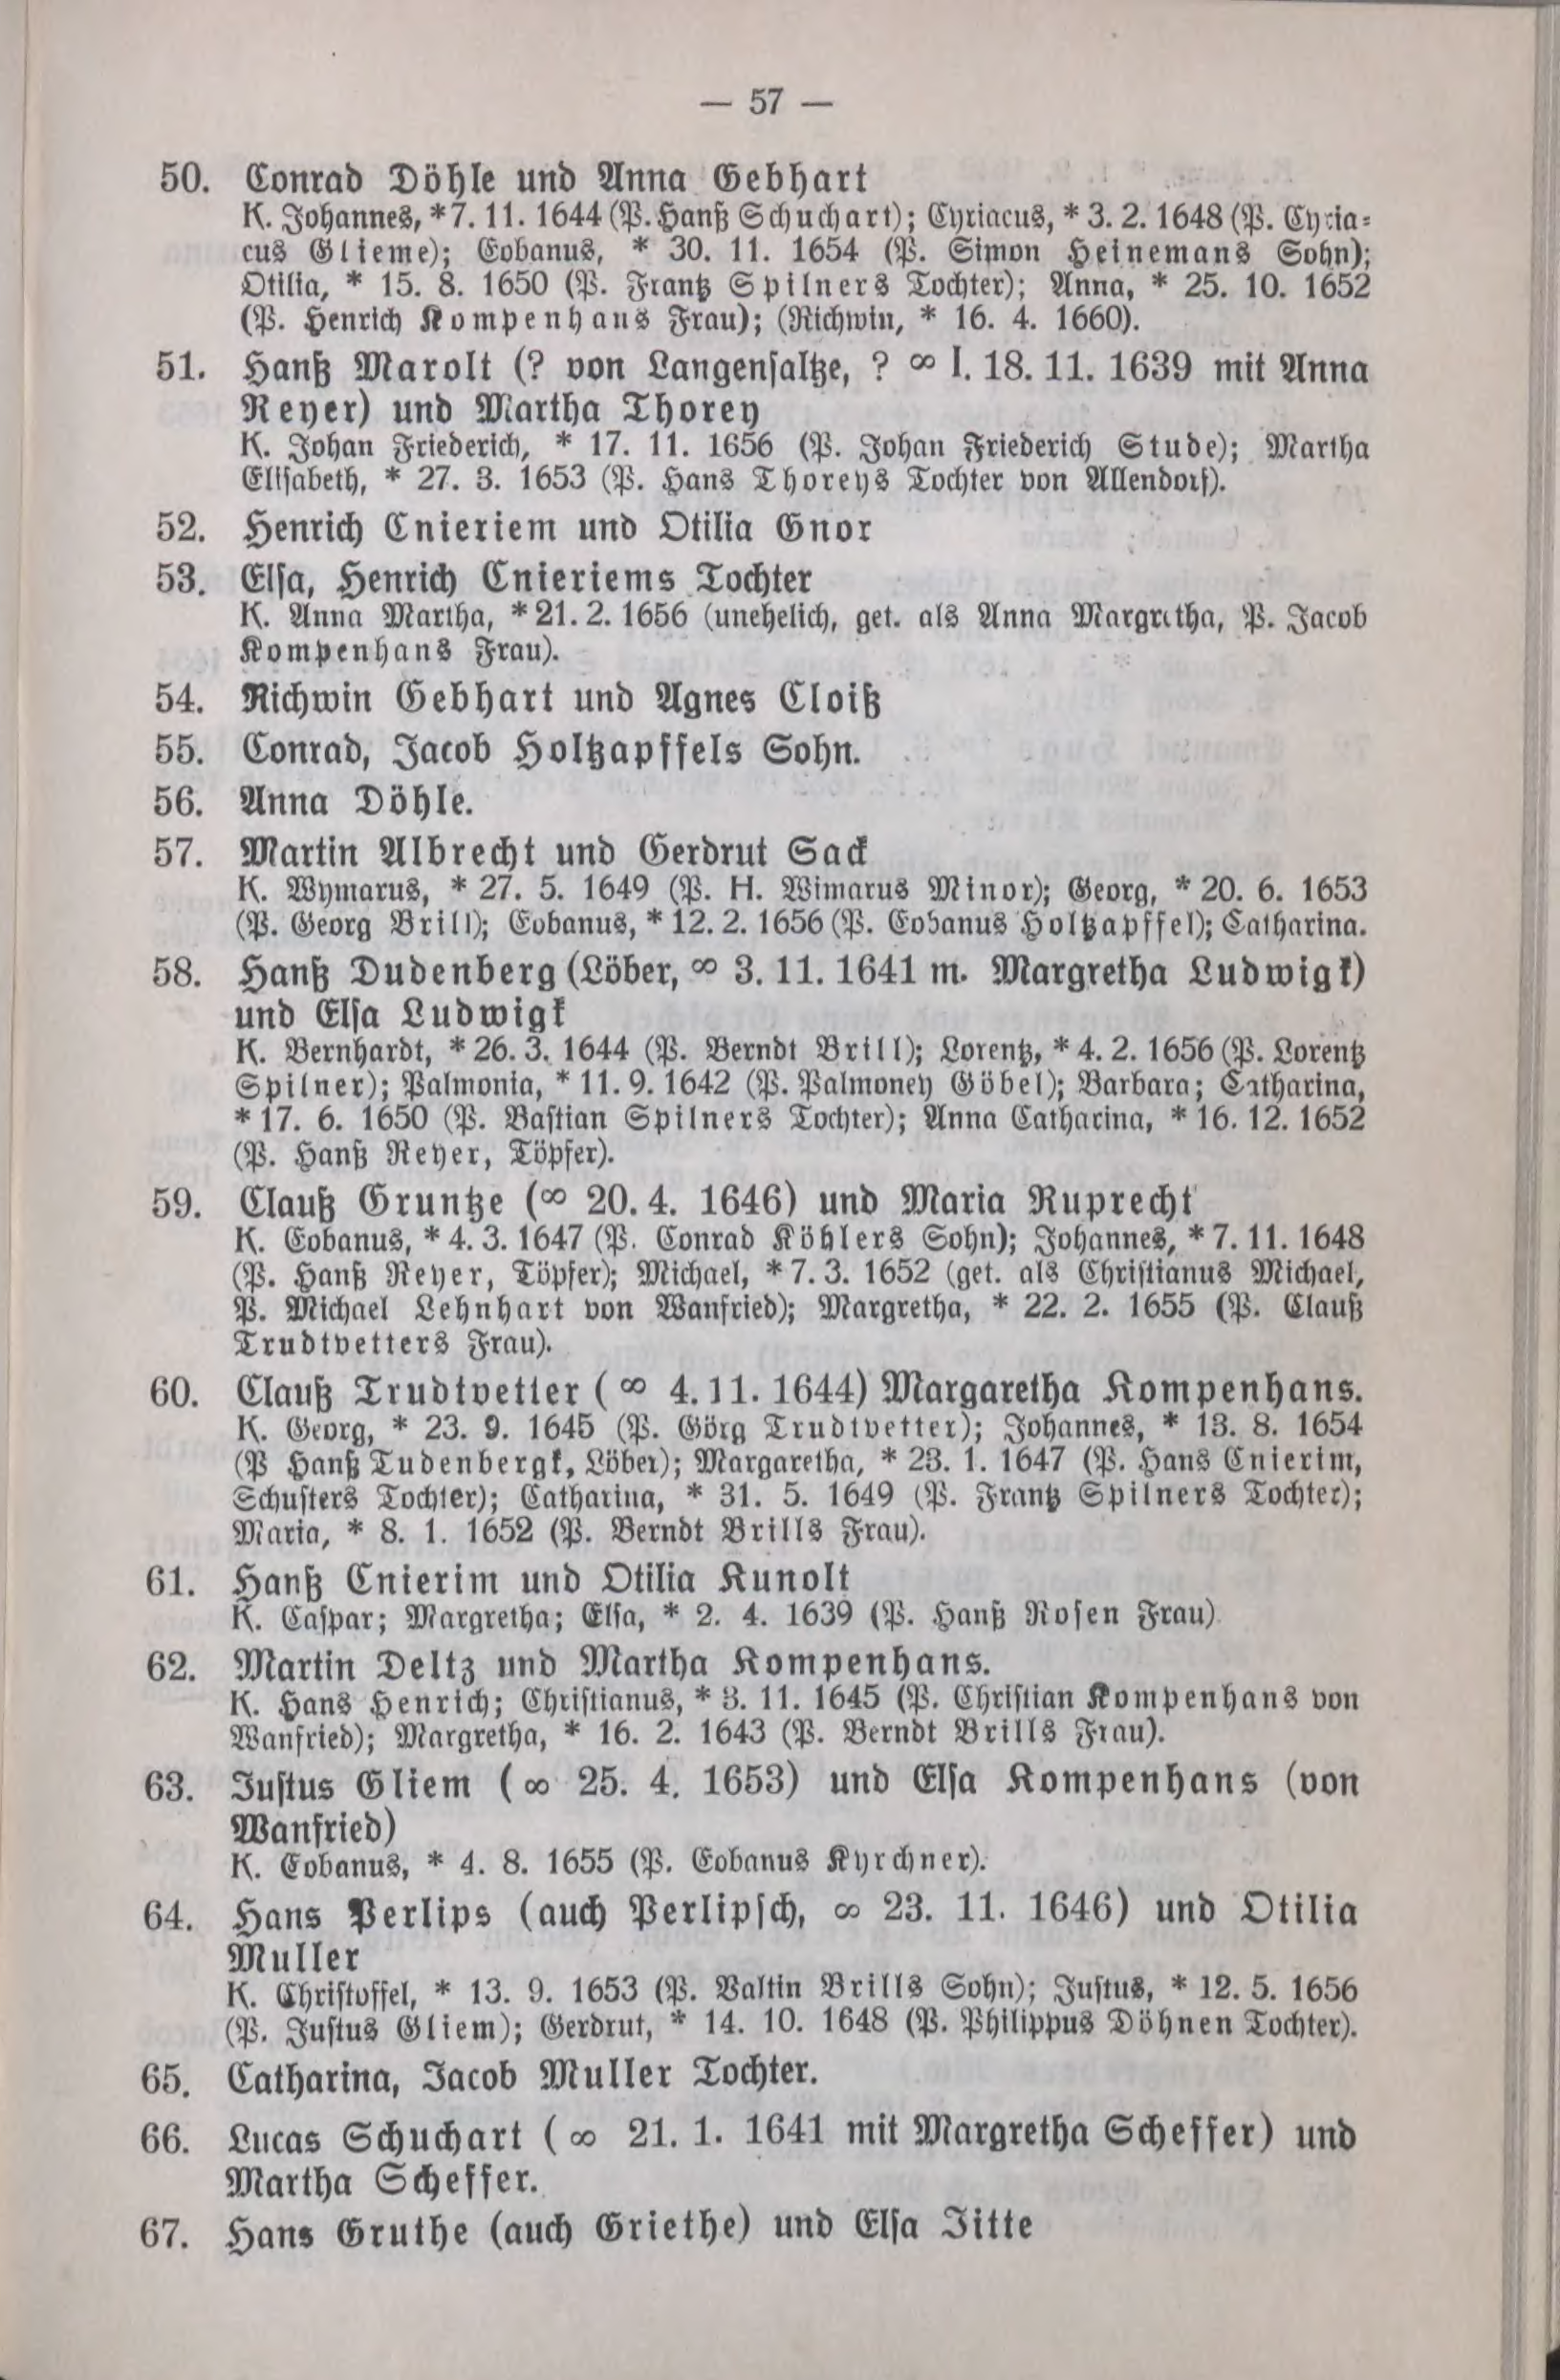 — 57 —
50. Conrad Döhle und Anna Gebhart
K. Johannes, * 7. 11. 1644 (P. Hanß Schuchart); Cyriacus, * 3. 2. 1648 (P. Cyria-
cus Glieme); Eobanus, * 30. 11. 1654 (P. Simon Heinemans Sohn);
Otilia, * 15. 8. 1650 (P. Frantz Spilners Tochter); Anna, * 25. 10. 1652
(P. Henrich Kompenhans Frau); (Richwin, * 16. 4. 1660).
51. Hanß Marolt (? von Langensaltze, ? ∞ I. 18. 11. 1639 mit Anna
Reyer) und Martha Thorey
K. Johan Friederich, * 17. 11. 1656 (P. Johan Friederich Stude); Martha
Elisabeth, * 27. 3. 1653 (P. Hans Thoreys Tochter von Allendorf).
52. Henrich Cnieriem und Otilia Gnor
53. Elsa, Henrich Cnieriems Tochter
K. Anna Martha, * 21. 2. 1656 (unehelich, get. als Anna Margretha, P. Jacob
Kompenhans Frau).
54. Richwin Gebhart und Agnes Cloiß
55. Conrad, Jacob Holtzapffels Sohn.
56. Anna Döhle.
57. Martin Albrecht und Gerdrut Sack
K. Wymarus, * 27. 5. 1649 (P. H. Wimarus Minor); Georg, * 20. 6. 1653
(P. Georg Brill); Eobanus, * 12. 2. 1656 (P. Eobanus Holtzapffel); Catharina.
58. Hanß Dudenberg (Löber, ∞ 3. 11. 1641 m. Margretha Ludwigk)
und Elsa Ludwigk
K. Bernhardt, * 26. 3. 1644 (P. Berndt Brill); Lorentz, * 4. 2. 1656 (P. Lorentz
Spilner); Palmonia, * 11. 9. 1642 (P. Palmoney Göbel); Barbara; Catharina,
* 17. 6. 1650 (P. Bastian Spilners Tochter); Anna Catharina, * 16. 12. 1652
(P. Hanß Reyer, Töpfer).
59. Clauß Gruntze (∞ 20. 4. 1646) und Maria Ruprecht
K. Eobanus, * 4. 3. 1647 (P. Conrad Köhlers Sohn); Johannes, * 7. 11. 1648
(P. Hanß Reyer, Töpfer); Michael, * 7. 3. 1652 (get. als Christianus Michael,
P. Michael Lehnhart von Wanfried); Margretha, * 22. 2. 1655 (P. Clauß
Trudtvetters Frau).
60. Clauß Trudtvetter ( ∞ 4. 11. 1644) Margaretha Kompenhans.
K. Georg, * 23. 9. 1645 (P. Görg Trudtvetter); Johannes, * 13. 8. 1654
(P Hanß Tudenbergk, Löber); Margaretha, * 23. 1. 1647 (P. Hans Cnierim,
Schusters Tochter); Catharina, * 31. 5. 1649 (P. Frantz Spilners Tochter);
Maria, * 8. 1. 1652 (P. Berndt Brills Frau).
61. Hanß Cnierim und Otilia Kunolt
K. Caspar; Margretha; Elsa, * 2. 4. 1639 (P. Hanß Rosen Frau)
62. Martin Deltz und Martha Kompenhans.
K. Hans Henrich; Christianus, * 3. 11. 1645 (P. Christian Kompenhans von
Wanfried); Margretha, * 16. 2. 1643 (P. Berndt Brills Frau).
63. Justus Gliem ( ∞ 25. 4. 1653) und Elsa Kompenhans (von
Wanfried)
K. Eobanus, * 4. 8. 1655 (P. Eobanus Kyrchner).
64. Hans Perlips (auch Perlipsch, ∞ 23. 11. 1646) und Otilia
Muller
K. Christoffel, * 13. 9. 1653 (P. Valtin Brills Sohn); Justus, * 12. 5. 1656
(P. Justus Gliem); Gerdrut, * 14. 10. 1648 (P. Philippus Döhnen Tochter).
65. Catharina, Jacob Muller Tochter.
66. Lucas Schuchart ( ∞ 21. 1. 1641 mit Margretha Scheffer) und
Martha Scheffer.
67. Hans Gruthe (auch Griethe) und Elsa Jitte